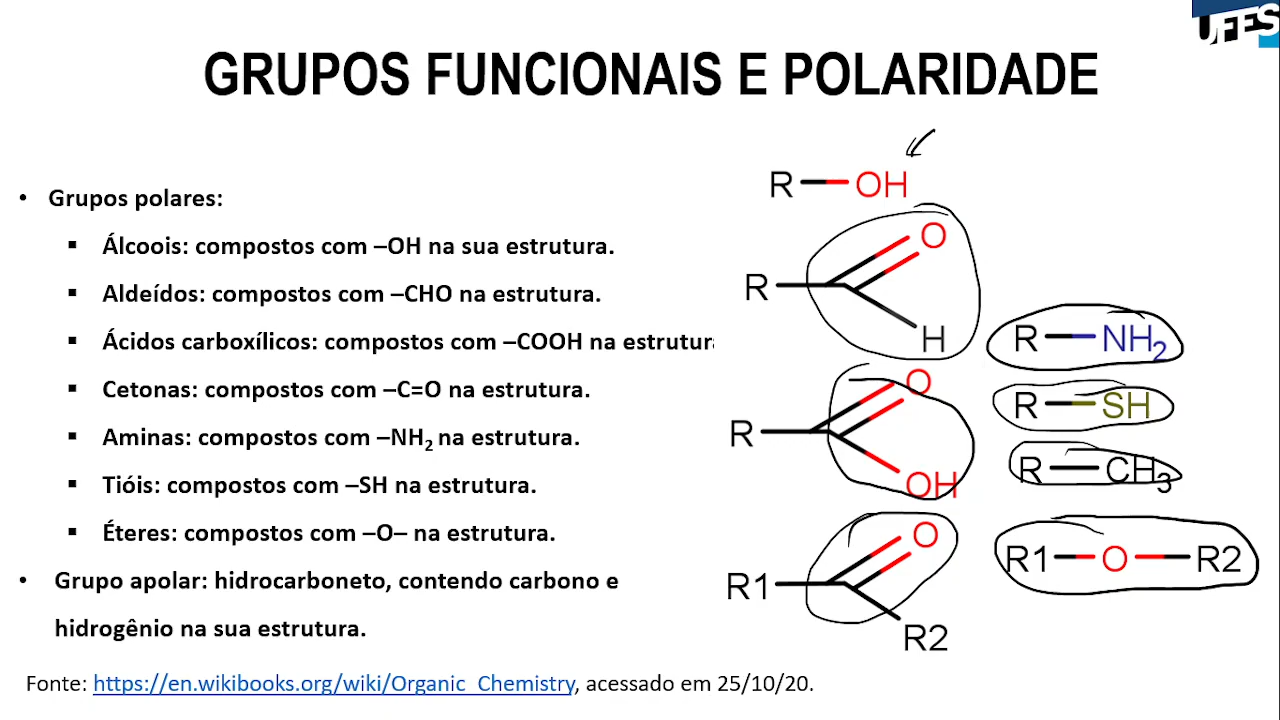 UFES
GRUPOS FUNCIONAIS E POLARIDADE
• Grupos polares:
▪ Álcoois: compostos com –OH na sua estrutura.
▪ Aldeídos: compostos com –CHO na estrutura.
▪ Ácidos carboxílicos: compostos com –COOH na estrutura
▪ Cetonas: compostos com –C=O na estrutura.
▪ Aminas: compostos com –NH₂ na estrutura.
▪ Tióis: compostos com –SH na estrutura.
▪ Éteres: compostos com –O– na estrutura.
• Grupo apolar: hidrocarboneto, contendo carbono e
hidrogênio na sua estrutura.
R OH
O
R
H
O
R
OH
O
R1
R2
R NH₂
R SH
R CH₃
R1 O R2
Fonte: https://en.wikibooks.org/wiki/Organic_Chemistry, acessado em 25/10/20.